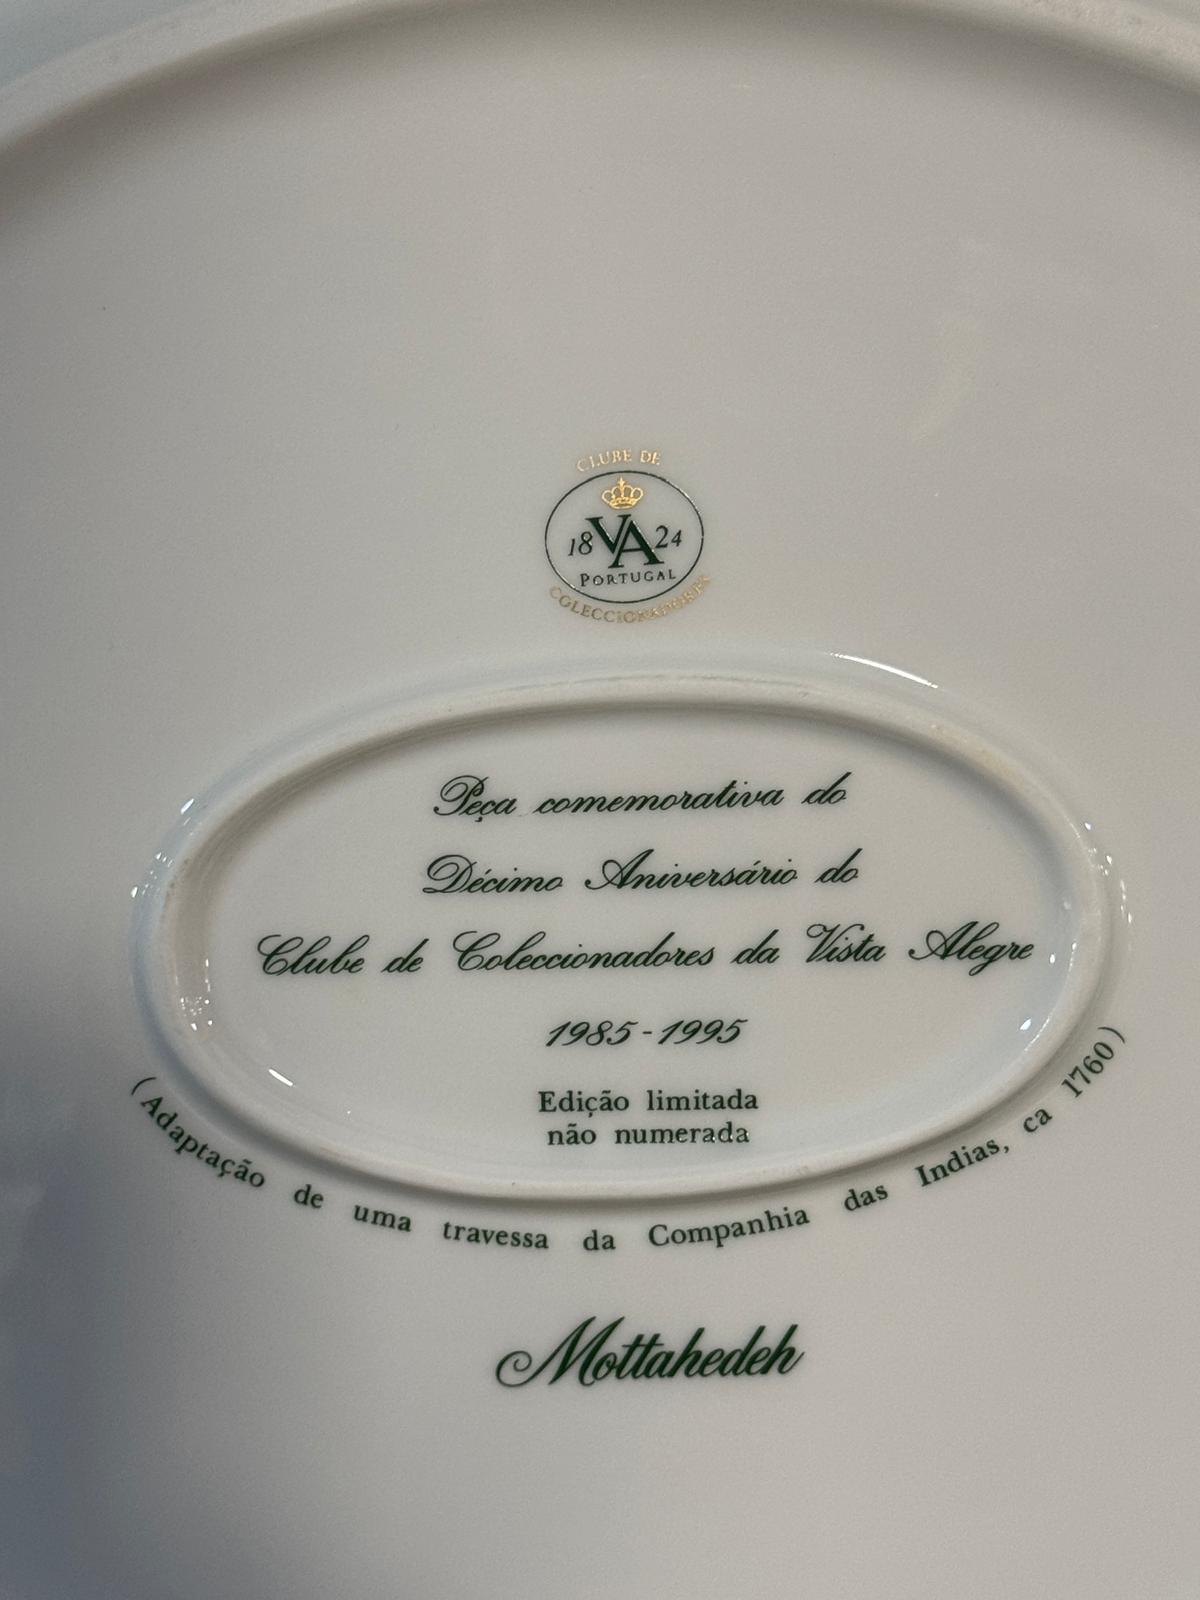 CLUBE DE
18 VA 24
PORTUGAL
COLECCIONADORES
Peça comemorativa do
Décimo Aniversário do
Clube de Coleccionadores da Vista Alegre
1985-1995
Edição limitada
não numerada
(Adaptação de uma travessa da Companhia das Indias, ca 1760)
Mottahedeh